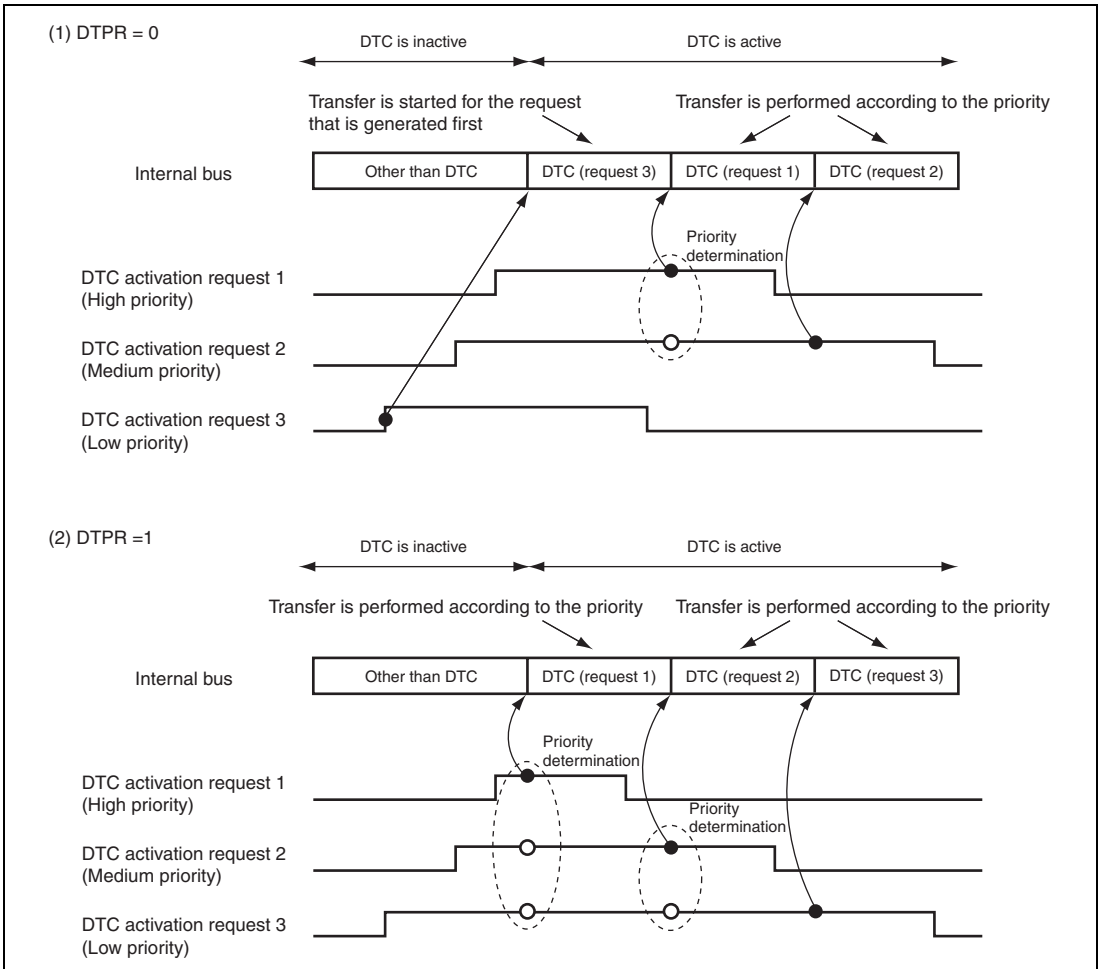 (1) DTPR = 0
DTC is inactive
DTC is active
Transfer is started for the request
that is generated first
Transfer is performed according to the priority
Internal bus
Other than DTC
DTC (request 3)
DTC (request 1)
DTC (request 2)
Priority
determination
DTC activation request 1
(High priority)
DTC activation request 2
(Medium priority)
DTC activation request 3
(Low priority)
(2) DTPR =1
DTC is inactive
DTC is active
Transfer is performed according to the priority
Transfer is performed according to the priority
Internal bus
Other than DTC
DTC (request 1)
DTC (request 2)
DTC (request 3)
Priority
determination
DTC activation request 1
(High priority)
Priority
determination
DTC activation request 2
(Medium priority)
DTC activation request 3
(Low priority)